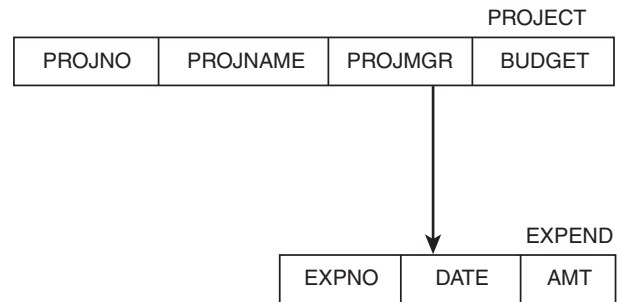 PROJECT
PROJNO PROJNAME PROJMGR BUDGET
EXPEND
EXPNO DATE AMT